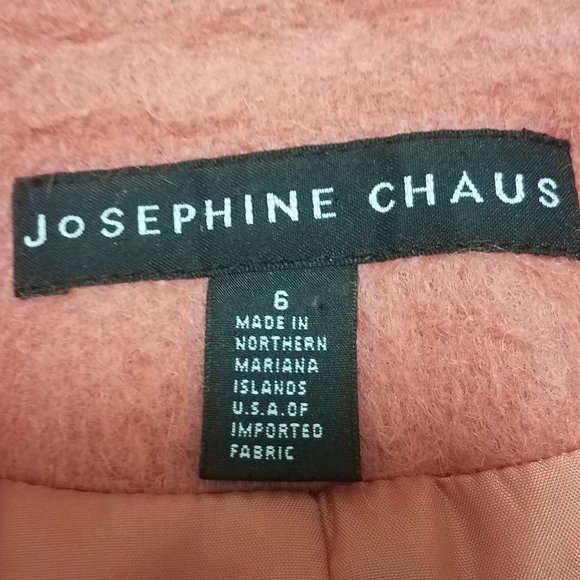 JoSEPHINE CHAUS
6
MADE IN
NORTHERN
MARIANA
ISLANDS
U.S.A.OF
IMPORTED
FABRIC